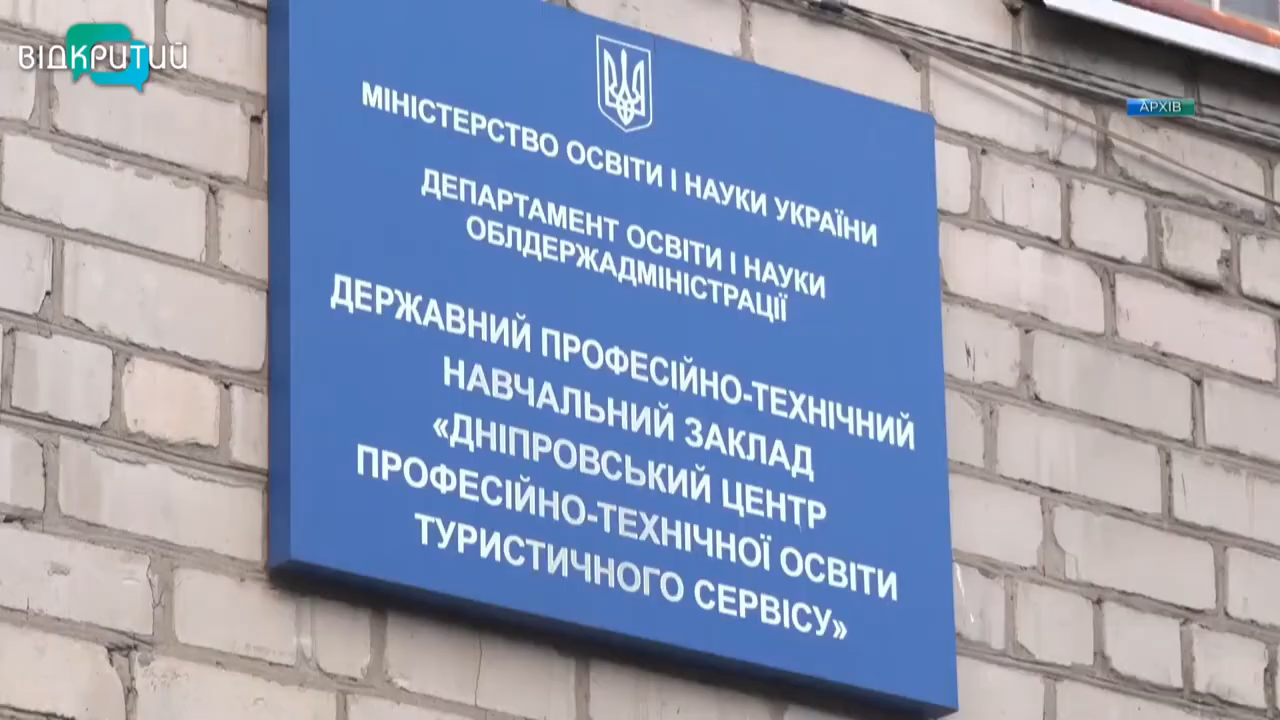 ВІДКРИТИЙ
АРХІВ
МІНІСТЕРСТВО ОСВІТИ І НАУКИ УКРАЇНИ
ДЕПАРТАМЕНТ ОСВІТИ І НАУКИ
ОБЛДЕРЖАДМІНІСТРАЦІЇ
ДЕРЖАВНИЙ ПРОФЕСІЙНО-ТЕХНІЧНИЙ
НАВЧАЛЬНИЙ ЗАКЛАД
«ДНІПРОВСЬКИЙ ЦЕНТР
ПРОФЕСІЙНО-ТЕХНІЧНОЇ ОСВІТИ
ТУРИСТИЧНОГО СЕРВІСУ»